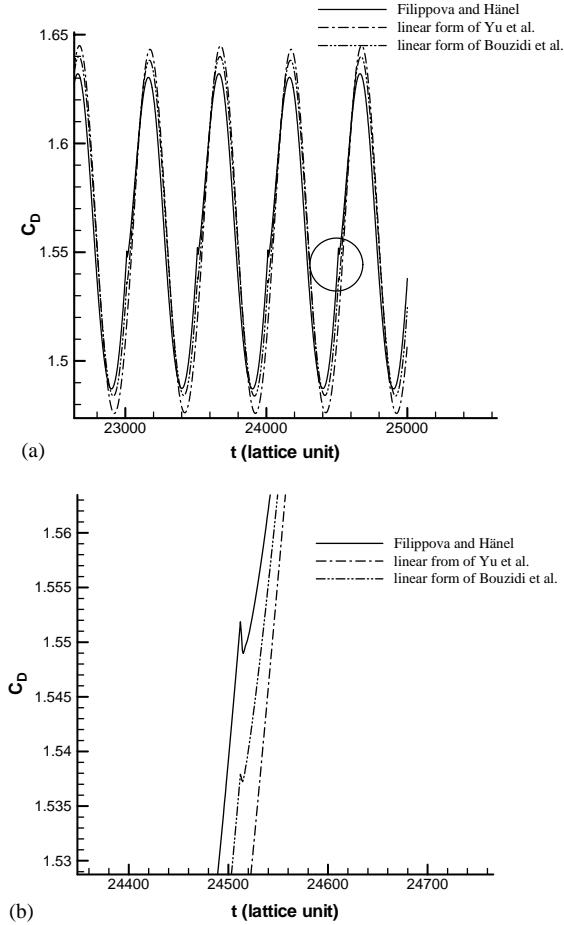 Filippova and Hänel
linear form of Yu et al.
linear form of Bouzidi et al.
1.65
1.6
1.55
1.5
C_D
23000
24000
25000
t (lattice unit)
(a)
Filippova and Hänel
linear from of Yu et al.
linear form of Bouzidi et al.
1.56
1.555
1.55
1.545
1.54
1.535
1.53
C_D
24400
24500
24600
24700
t (lattice unit)
(b)